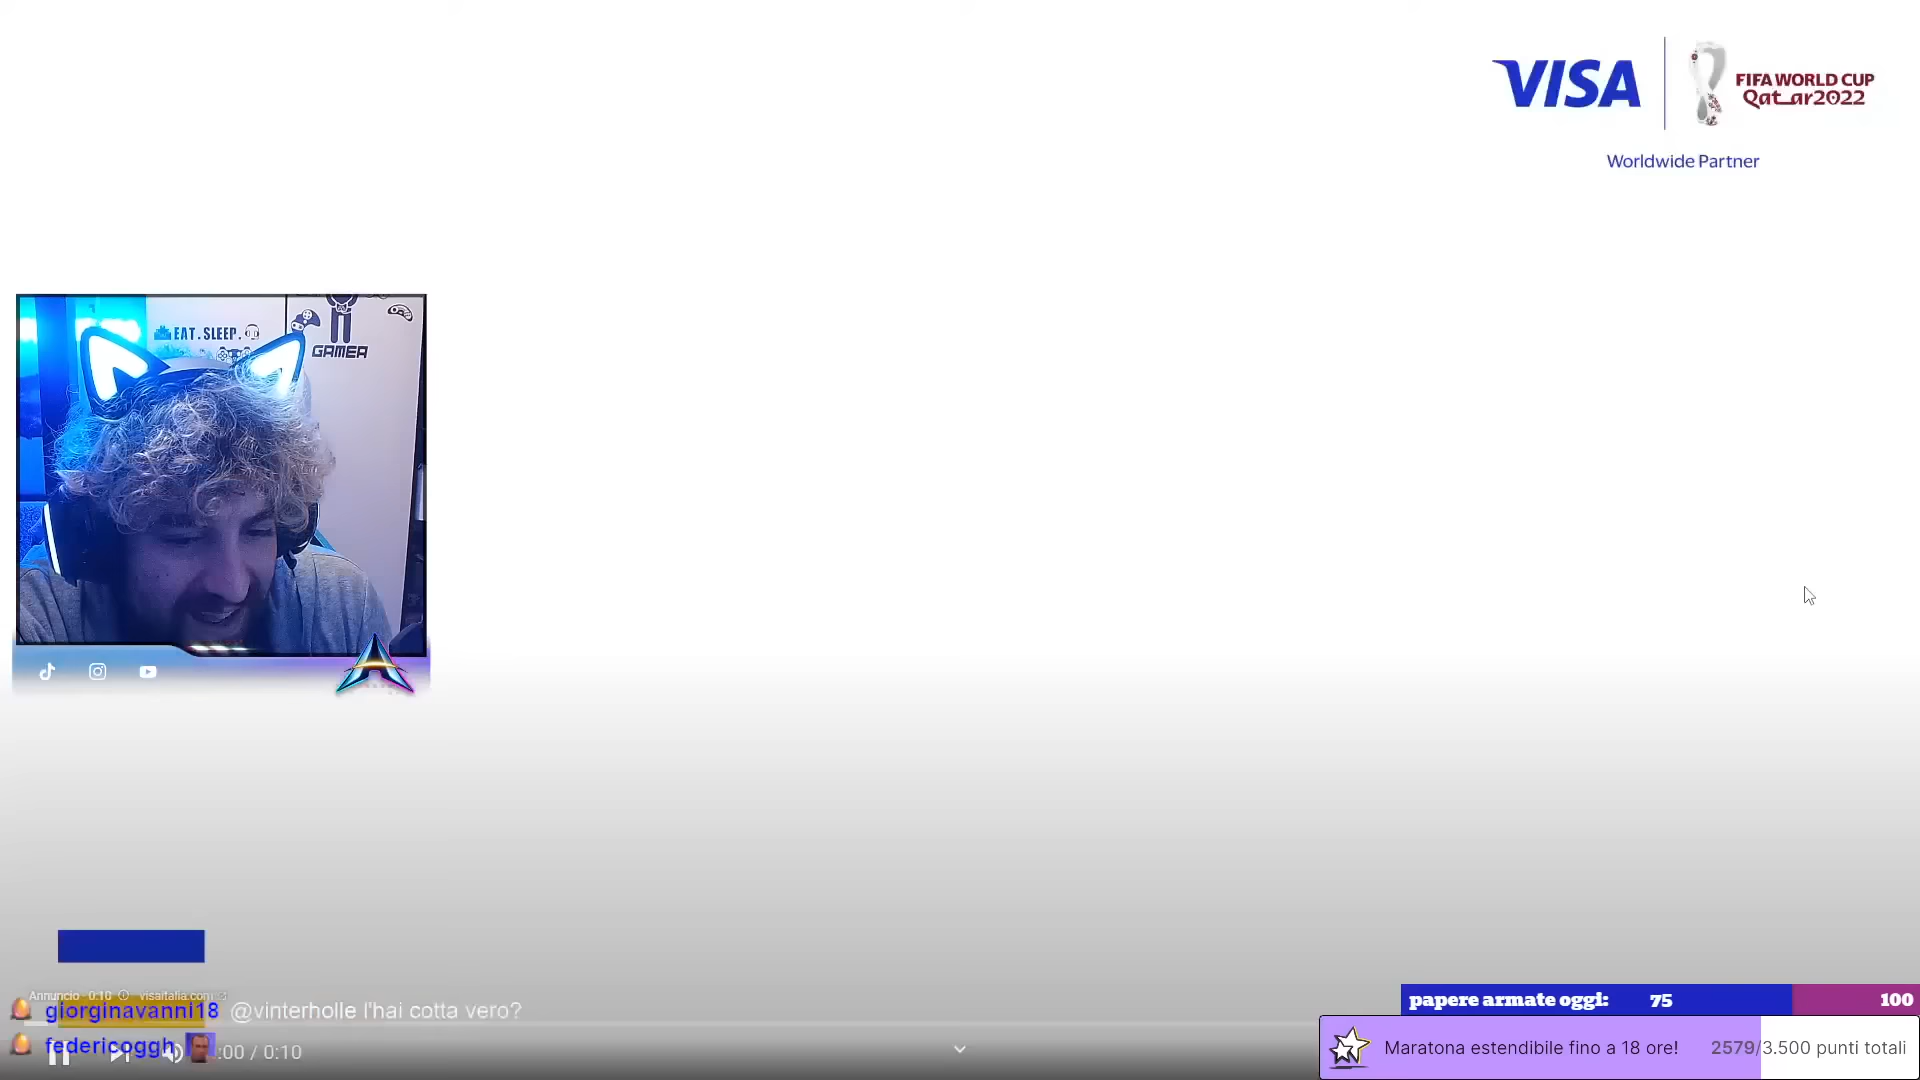 VISA
FIFA WORLD CUP
Qatar2022
Worldwide Partner
EAT.SLEEP.
GAMER
Annuncio · 0:10 visaitalia.com
giorginavanni18 @vinterholle l'hai cotta vero?
federicoggh
:00 / 0:10
papere armate oggi: 75 100
Maratona estendibile fino a 18 ore! 2579/3.500 punti totali